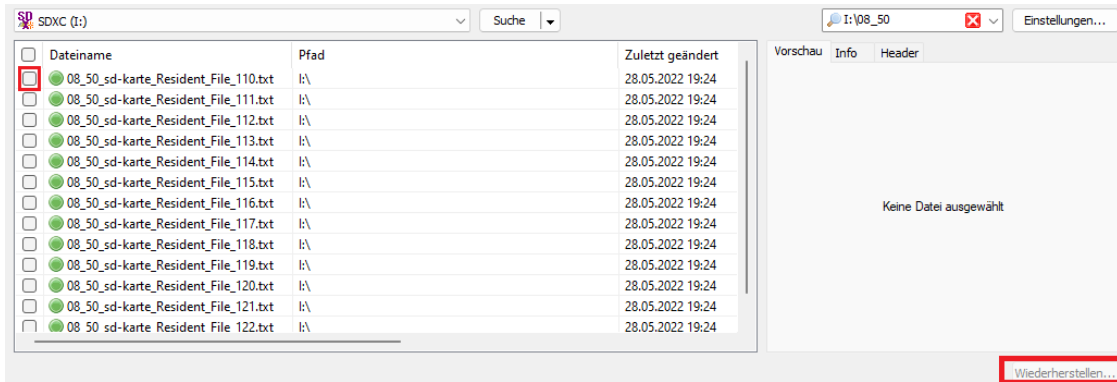 SDXC (I:) Suche I:\08_50 Einstellungen...
Dateiname Pfad Zuletzt geändert
08_50_sd-karte_Resident_File_110.txt I:\ 28.05.2022 19:24
08_50_sd-karte_Resident_File_111.txt I:\ 28.05.2022 19:24
08_50_sd-karte_Resident_File_112.txt I:\ 28.05.2022 19:24
08_50_sd-karte_Resident_File_113.txt I:\ 28.05.2022 19:24
08_50_sd-karte_Resident_File_114.txt I:\ 28.05.2022 19:24
08_50_sd-karte_Resident_File_115.txt I:\ 28.05.2022 19:24
08_50_sd-karte_Resident_File_116.txt I:\ 28.05.2022 19:24
08_50_sd-karte_Resident_File_117.txt I:\ 28.05.2022 19:24
08_50_sd-karte_Resident_File_118.txt I:\ 28.05.2022 19:24
08_50_sd-karte_Resident_File_119.txt I:\ 28.05.2022 19:24
08_50_sd-karte_Resident_File_120.txt I:\ 28.05.2022 19:24
08_50_sd-karte_Resident_File_121.txt I:\ 28.05.2022 19:24
08_50_sd-karte_Resident_File_122.txt I:\ 28.05.2022 19:24
Vorschau Info Header
Keine Datei ausgewählt
Wiederherstellen...